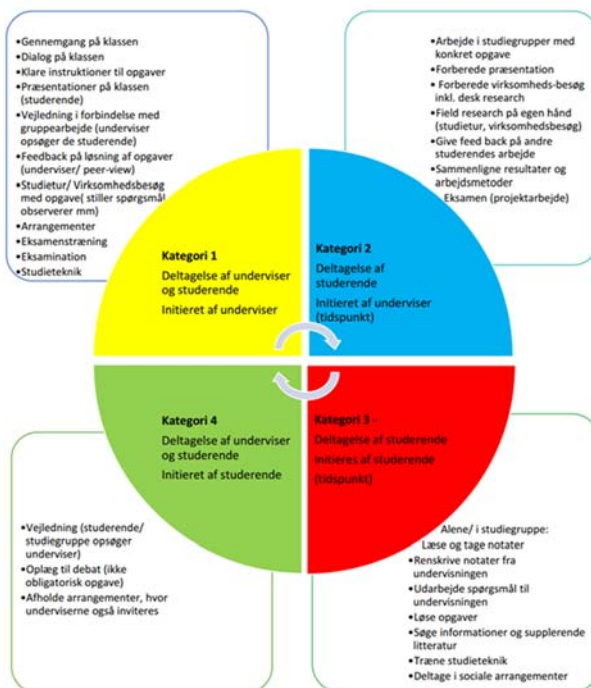 •Gennemgang på klassen
•Dialog på klassen
•Klare instruktioner til opgaver
•Præsentationer på klassen
(studerende)
•Vejledning i forbindelse med
gruppearbejde (underviser
opsøger de studerende)
•Feedback på løsning af opgaver
(underviser/ peer-view)
•Studietur/ Virksomhedsbesøg
med opgave( stiller spørgsmål
observerer mm)
•Arrangementer
•Eksamenstræning
•Eksamination
•Studieteknik
•Arbejde i studiegrupper med
konkret opgave
•Forberede præsentation
•Forberede virksomheds-besøg
inkl. desk research
•Field research på egen hånd
(studietur, virksomhedsbesøg)
•Give feed back på andre
studerendes arbejde
•Sammenligne resultater og
arbejdsmetoder
Eksamen (projektarbejde)
Kategori 1
Deltagelse af underviser
og studerende
Initieret af underviser
Kategori 2
Deltagelse af
studerende
Initieret af underviser
(tidspunkt)
Kategori 4
Deltagelse af underviser
og studerende
Initieret af studerende
Kategori 3 -
Deltagelse af studerende
Initieres af studerende
(tidspunkt)
•Vejledning (studerende/
studiegruppe opsøger
underviser)
•Oplæg til debat (ikke
obligatorisk opgave)
•Afholde arrangementer, hvor
underviserne også inviteres
Alene/ i studiegruppe:
Læse og tage notater
•Renskrive notater fra
undervisningen
•Udarbejde spørgsmål til
undervisningen
•Løse opgaver
•Søge informationer og supplerende
litteratur
•Træne studieteknik
•Deltage i sociale arrangementer